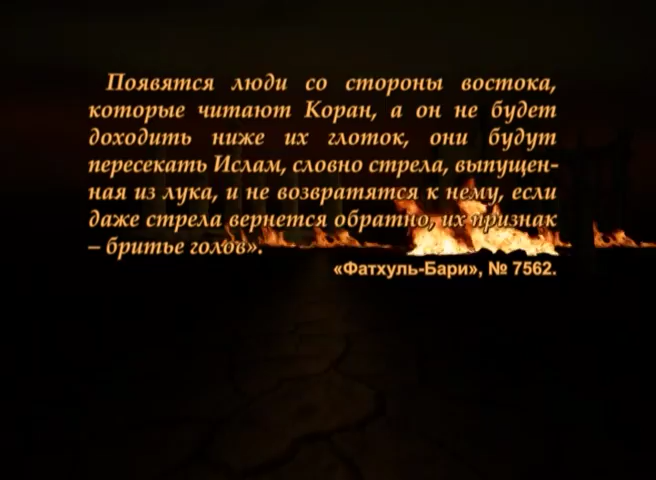 Появятся люди со стороны востока,
которые читают Коран, а он не будет
доходить ниже их глоток, они будут
пересекать Ислам, словно стрела, выпущен-
ная из лука, и не возвратятся к нему, если
даже стрела вернется обратно, их признак
– бритье голов».
«Фатхуль-Бари», № 7562.